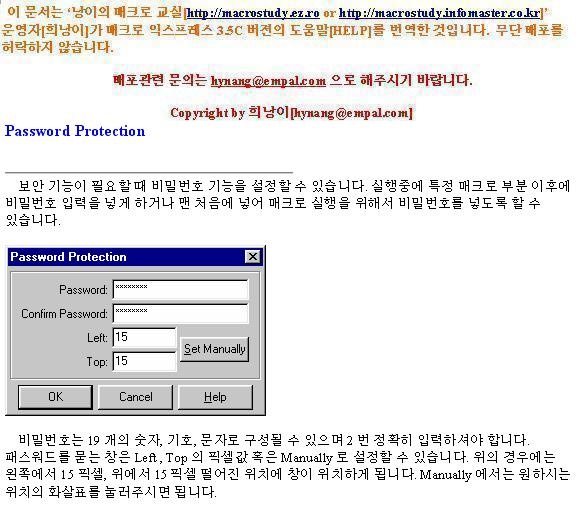 이 문서는 ‘낭이의 매크로 교실[http://macrostudy.ez.ro or http://macrostudy.infomaster.co.kr]’
운영자[희낭이]가 매크로 익스프레스 3.5C 버젼의 도움말[HELP]를 번역한 것입니다. 무단 배포를
허락하지 않습니다.
배포관련 문의는 hynang@empal.com 으로 해주시기 바랍니다.
Copyright by 희낭이[hynang@empal.com]
Password Protection
보안 기능이 필요할 때 비밀번호 기능을 설정할 수 있습니다. 실행중에 특정 매크로 부분 이후에
비밀번호 입력을 넣게 하거나 맨 처음에 넣어 매크로 실행을 위해서 비밀번호를 넣도록 할 수
있습니다.
Password Protection
Password: ********
Confirm Password: ********
Left: 15
Set Manually
Top: 15
OK Cancel Help
비밀번호는 19 개의 숫자, 기호, 문자로 구성될 수 있으며 2 번 정확히 입력하셔야 합니다.
패스워드를 묻는 창은 Left , Top 의 픽셀 값 혹은 Manually 로 설정할 수 있습니다. 위의 경우에는
왼쪽에서 15 픽셀, 위에서 15 픽셀 떨어진 위치에 창이 위치하게 됩니다. Manually 에서는 원하시는
위치의 화살표를 눌러주시면 됩니다.